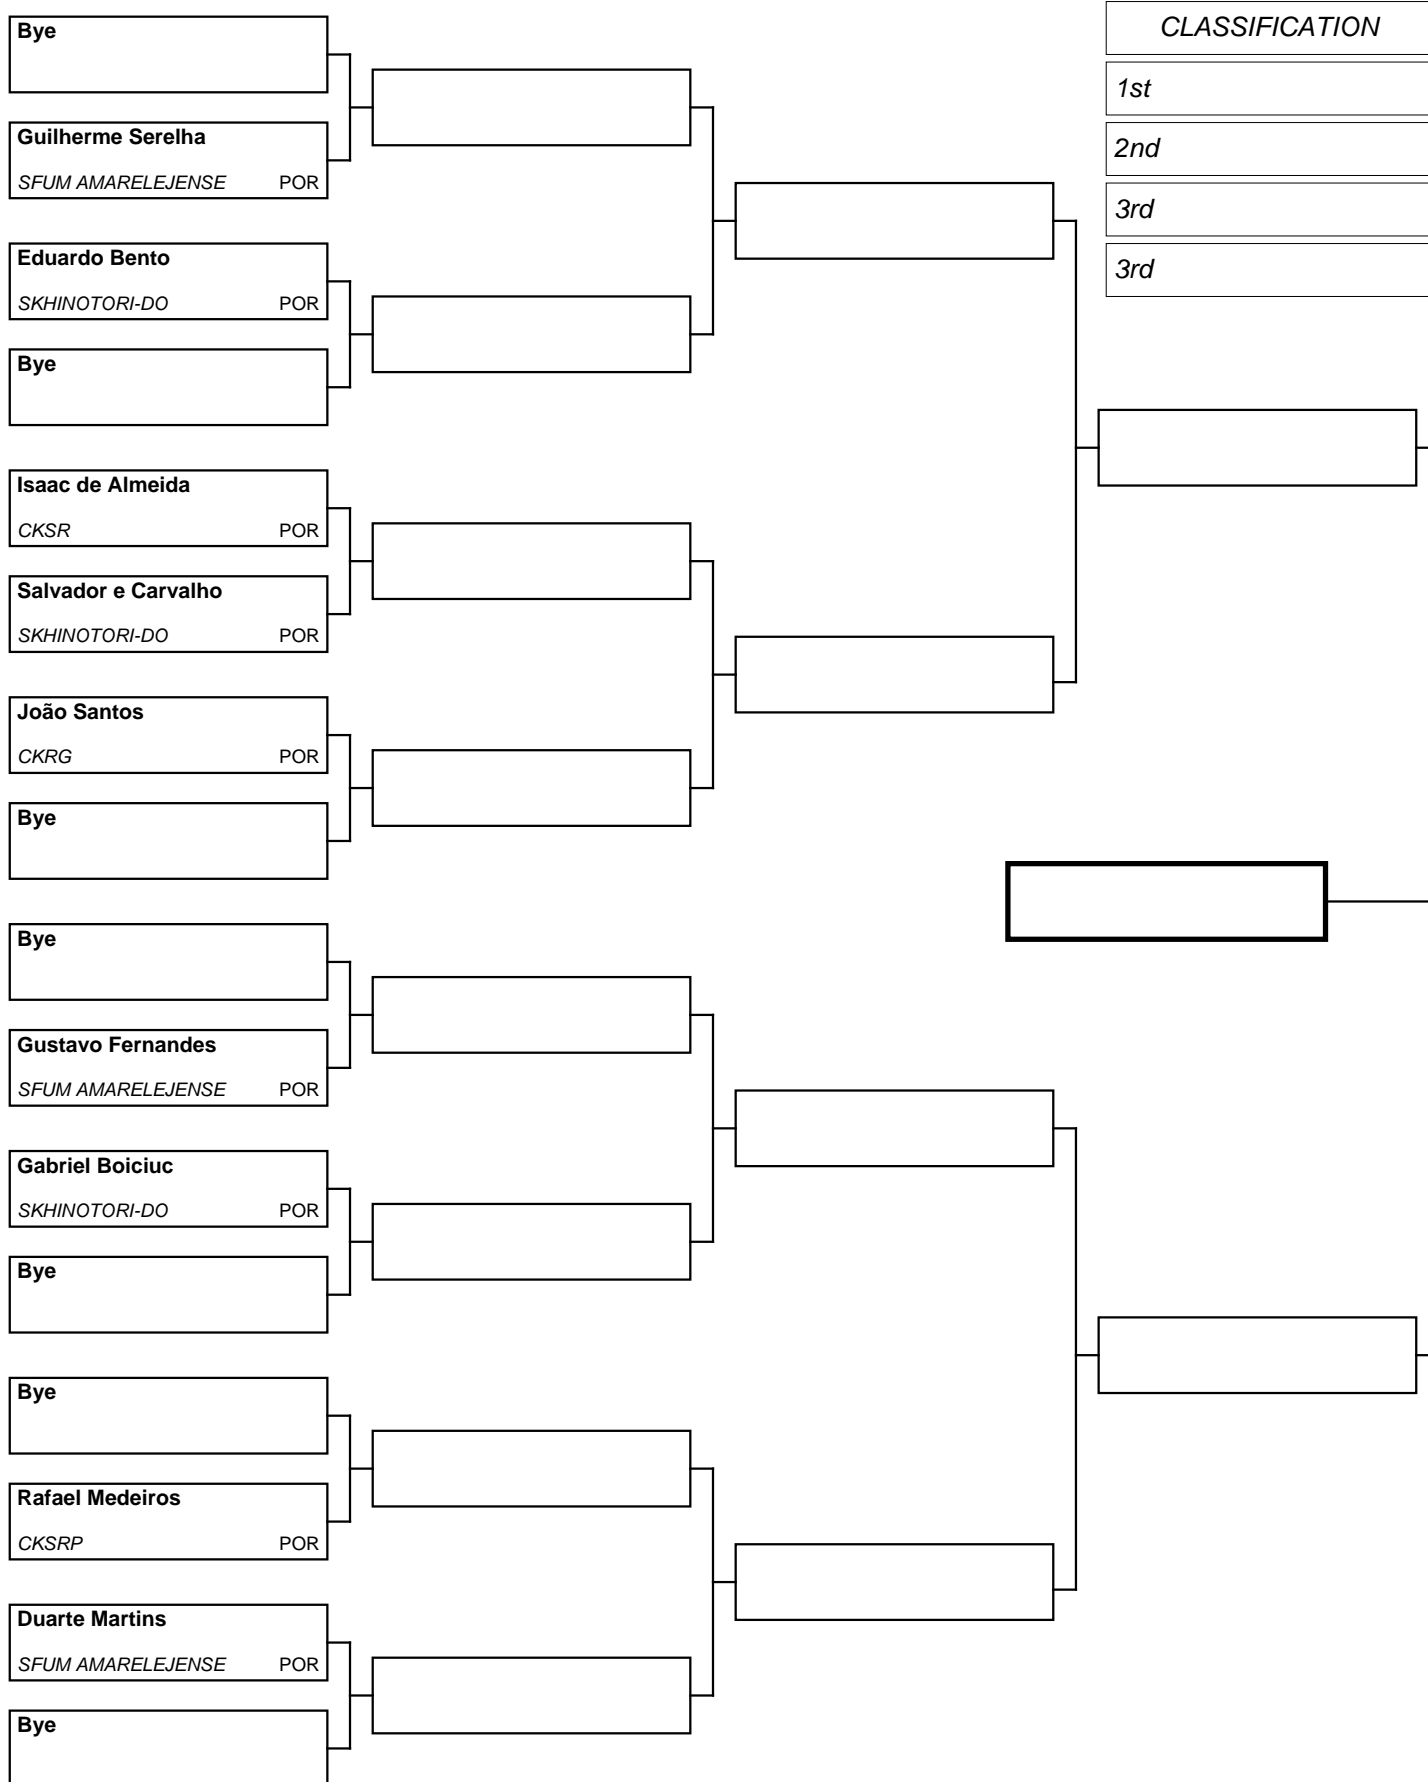 Bye
Guilherme Serelha
SFUM AMARELEJENSE POR
Eduardo Bento
SKHINOTORI-DO POR
Bye
Isaac de Almeida
CKSR POR
Salvador e Carvalho
SKHINOTORI-DO POR
João Santos
CKRG POR
Bye
Bye
Gustavo Fernandes
SFUM AMARELEJENSE POR
Gabriel Boiciuc
SKHINOTORI-DO POR
Bye
Bye
Rafael Medeiros
CKSRP POR
Duarte Martins
SFUM AMARELEJENSE POR
Bye
CLASSIFICATION
1st
2nd
3rd
3rd